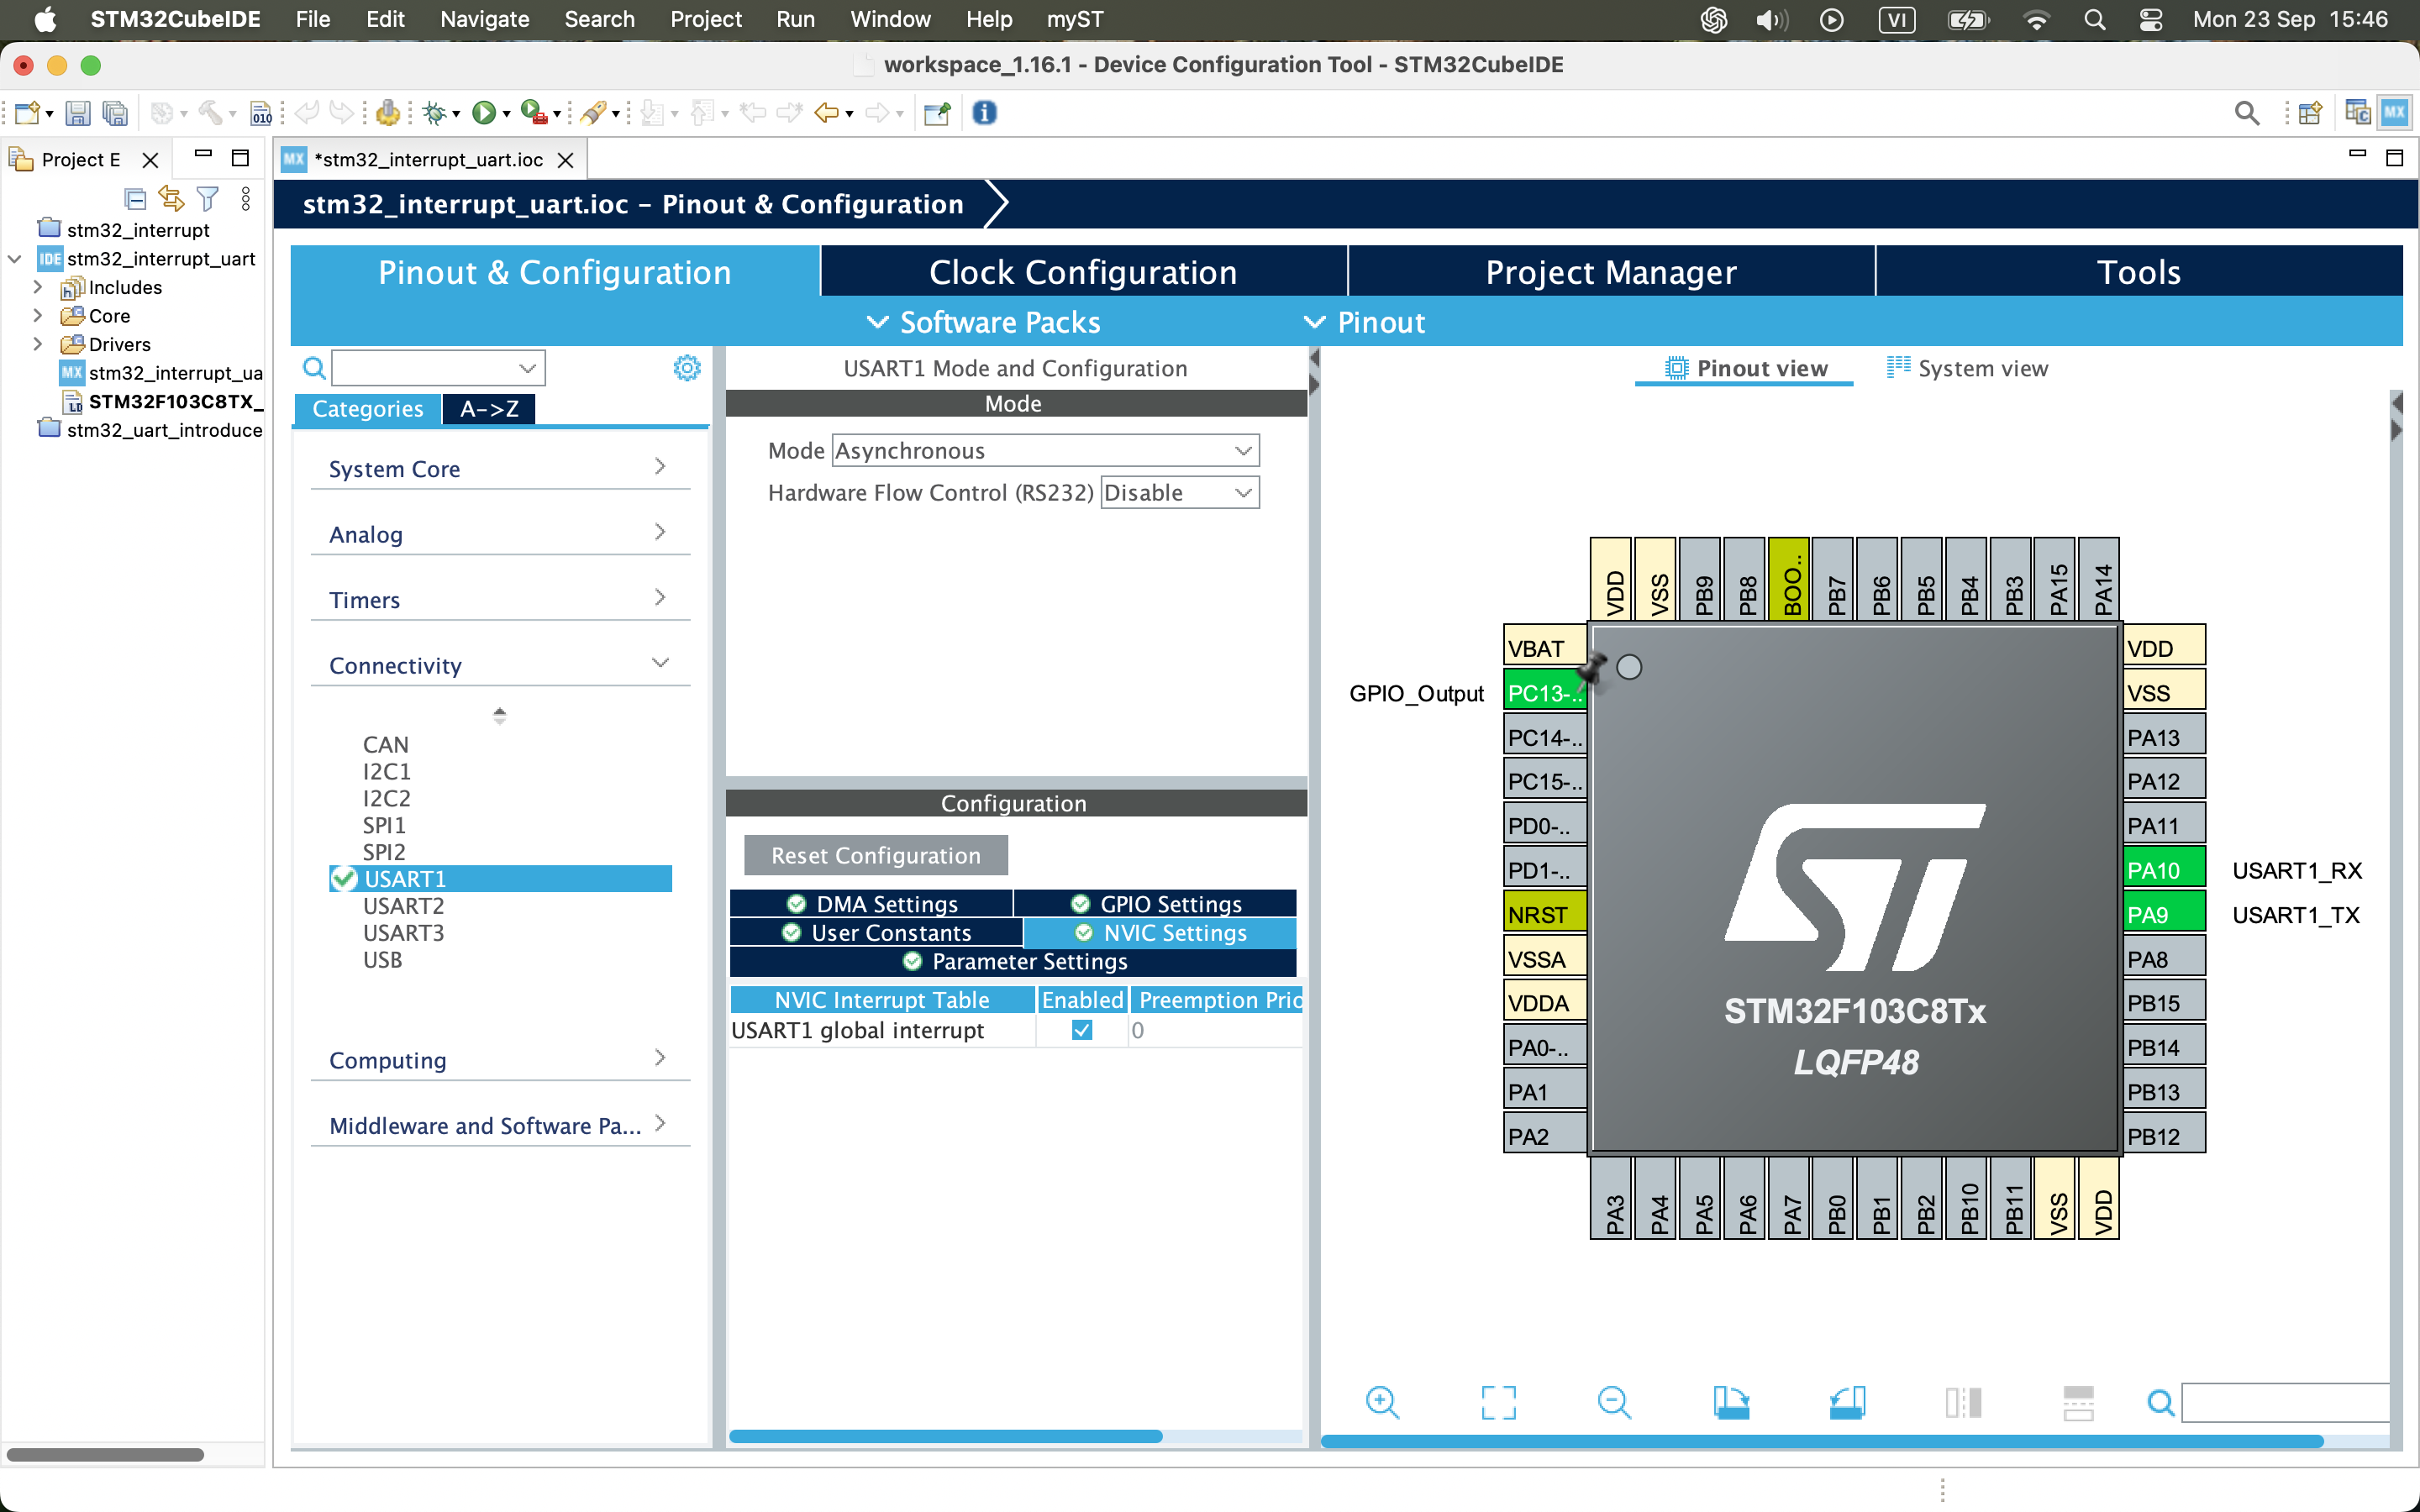 STM32CubeIDE File Edit Navigate Search Project Run Window Help myST VI Mon 23 Sep 15:46
workspace_1.16.1 - Device Configuration Tool - STM32CubeIDE
010 MX
Project E
MX *stm32_interrupt_uart.ioc
stm32_interrupt
IDE stm32_interrupt_uart
Includes
Core
Drivers
MX stm32_interrupt_ua
STM32F103C8TX_
stm32_uart_introduce
stm32_interrupt_uart.ioc – Pinout & Configuration
Pinout & Configuration
Clock Configuration
Project Manager
Tools
Software Packs
Pinout
Categories
A->Z
System Core
Analog
Timers
Connectivity
CAN
I2C1
I2C2
SPI1
SPI2
USART1
USART2
USART3
USB
Computing
Middleware and Software Pa...
USART1 Mode and Configuration
Mode
Mode Asynchronous
Hardware Flow Control (RS232) Disable
Configuration
Reset Configuration
DMA Settings
GPIO Settings
User Constants
NVIC Settings
Parameter Settings
NVIC Interrupt Table Enabled Preemption Prio
USART1 global interrupt 0
Pinout view
System view
VDD
VSS
PB9
PB8
BOO..
PB7
PB6
PB5
PB4
PB3
PA15
PA14
VBAT
GPIO_Output PC13-..
PC14-..
PC15-..
PD0-..
PD1-..
NRST
VSSA
VDDA
PA0-..
PA1
PA2
ST
STM32F103C8Tx
LQFP48
VDD
VSS
PA13
PA12
PA11
PA10 USART1_RX
PA9 USART1_TX
PA8
PB15
PB14
PB13
PB12
PA3
PA4
PA5
PA6
PA7
PB0
PB1
PB2
PB10
PB11
VSS
VDD